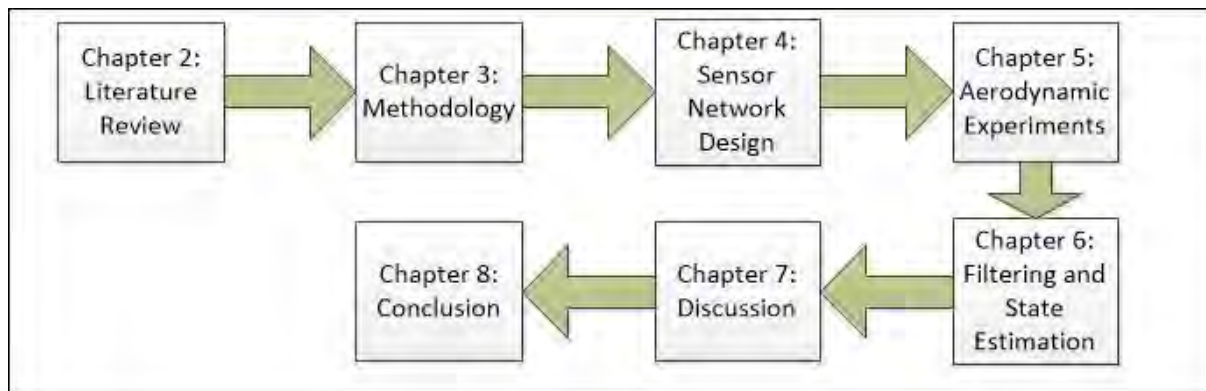 Chapter 2:
Literature
Review
Chapter 3:
Methodology
Chapter 4:
Sensor
Network
Design
Chapter 5:
Aerodynamic
Experiments
Chapter 6:
Filtering and
State
Estimation
Chapter 7:
Discussion
Chapter 8:
Conclusion